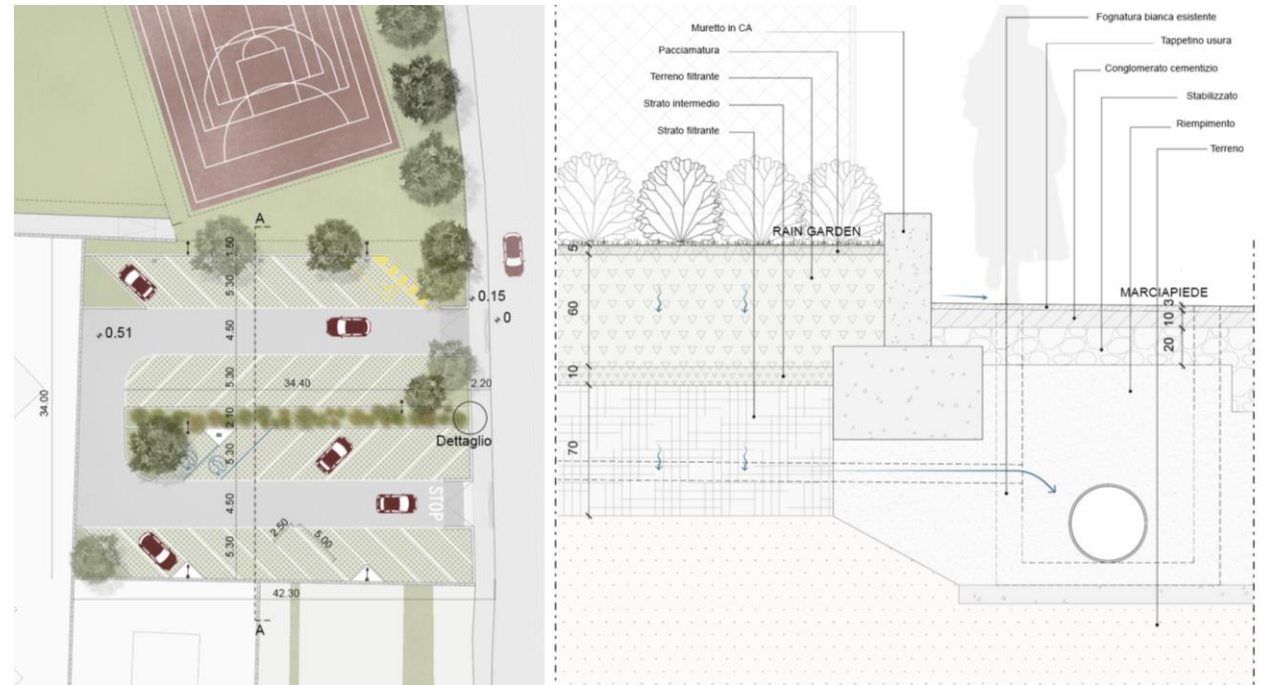 A
1.50
5.30
0.15
0
0.51
4.50
5.30
34.40
2.20
34.00
2.10
Dettaglio
5.30
4.50
STOP
2.50
5.00
5.30
42.30
A
Muretto in CA
Pacciamatura
Terreno filtrante
Strato intermedio
Strato filtrante
Fognatura bianca esistente
Tappetino usura
Conglomerato cementizio
Stabilizzato
Riempimento
Terreno
RAIN GARDEN
MARCIAPIEDE
5
60
10
70
3
10
20